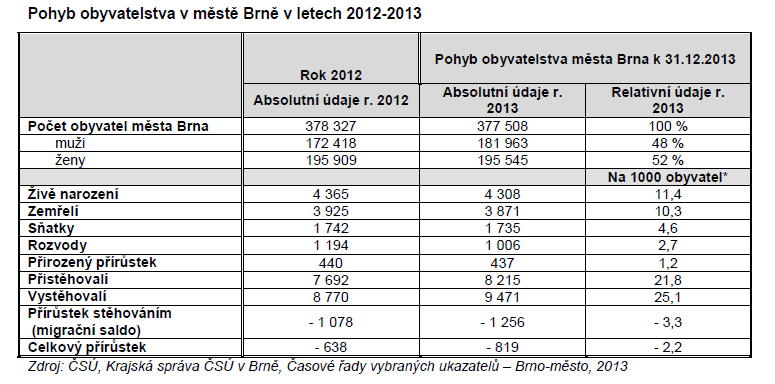 Pohyb obyvatelstva v městě Brně v letech 2012-2013
Rok 2012 Pohyb obyvatelstva města Brna k 31.12.2013
Absolutní údaje r. 2012 Absolutní údaje r. 2013 Relativní údaje r. 2013
Počet obyvatel města Brna 378 327 377 508 100 %
muži 172 418 181 963 48 %
ženy 195 909 195 545 52 %
Na 1000 obyvatel*
Živě narození 4 365 4 308 11,4
Zemřelí 3 925 3 871 10,3
Sňatky 1 742 1 735 4,6
Rozvody 1 194 1 006 2,7
Přirozený přírůstek 440 437 1,2
Přistěhovalí 7 692 8 215 21,8
Vystěhovalí 8 770 9 471 25,1
Přírůstek stěhováním
(migrační saldo) - 1 078 - 1 256 - 3,3
Celkový přírůstek - 638 - 819 - 2,2
Zdroj: ČSÚ, Krajská správa ČSÚ v Brně, Časové řady vybraných ukazatelů – Brno-město, 2013